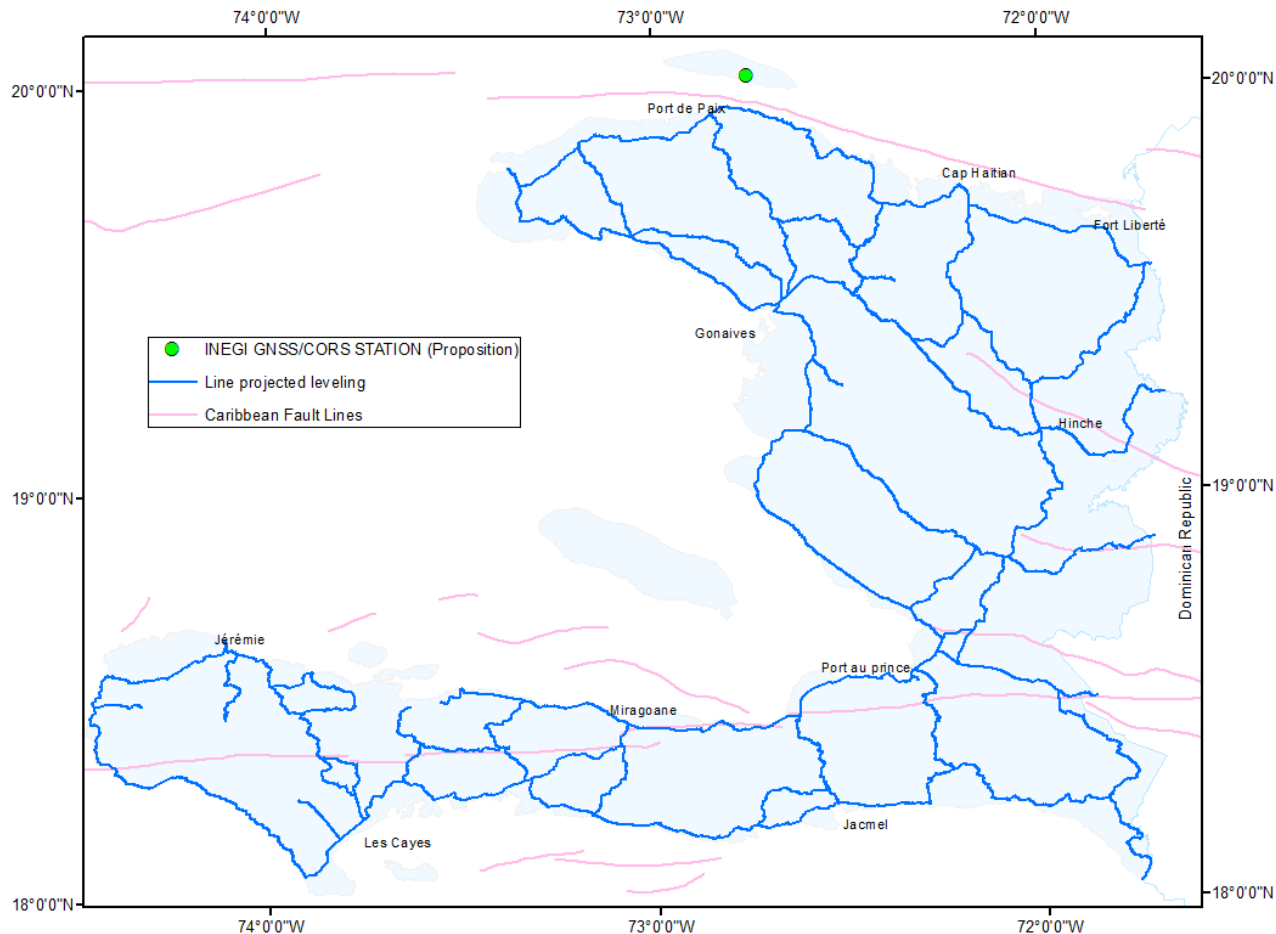 74°0'0"W
73°0'0"W
72°0'0"W
20°0'0"N
20°0'0"N
Port de Paix
Cap Haitian
Fort Liberté
Gonaives
INEGI GNSS/CORS STATION (Proposition)
Line projected leveling
Caribbean Fault Lines
Hinche
19°0'0"N
19°0'0"N
Dominican Republic
Jérémie
Port au prince
Miragoane
Jacmel
Les Cayes
18°0'0"N
18°0'0"N
74°0'0"W
73°0'0"W
72°0'0"W